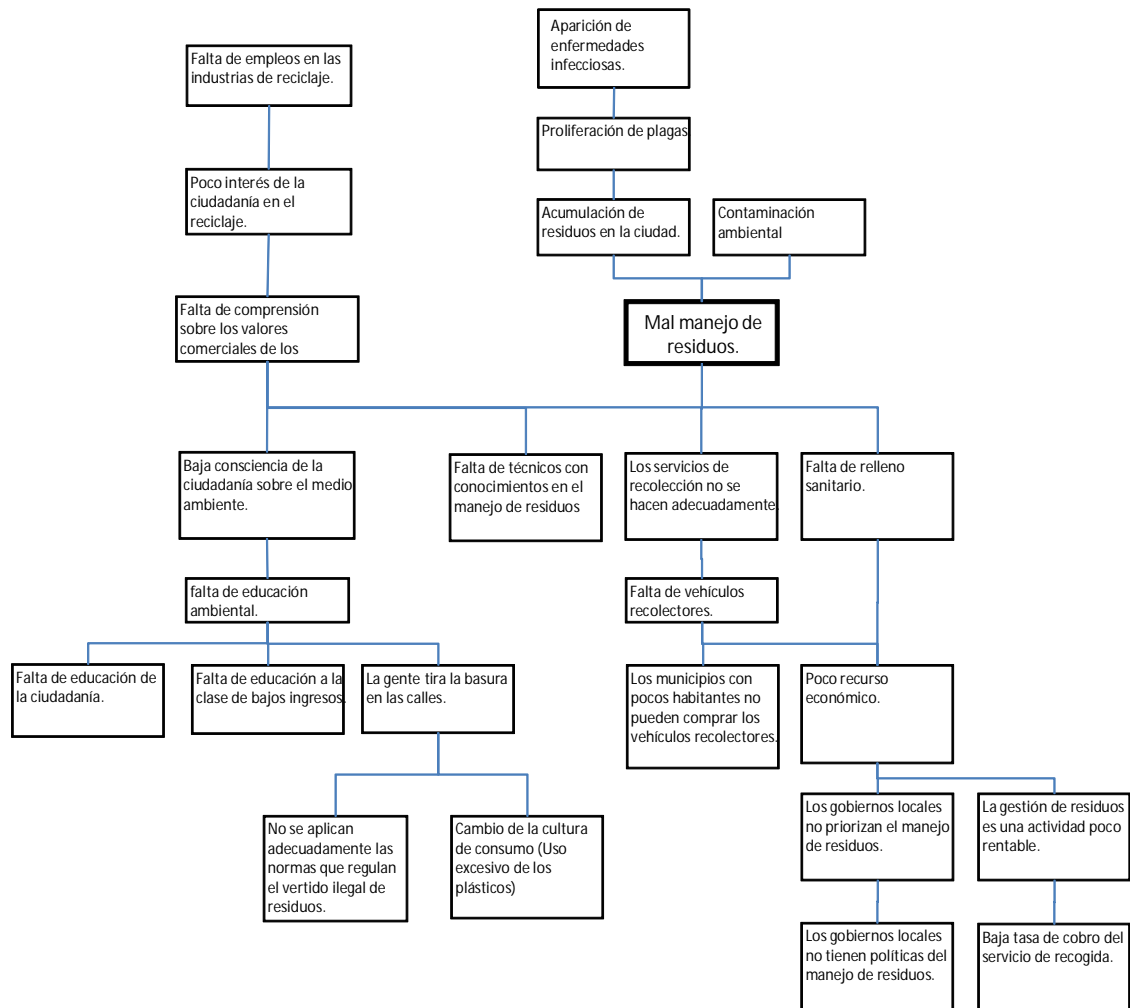 Aparición de
enfermedades
infecciosas.
Falta de empleos en las
industrias de reciclaje.
Proliferación de plagas
Poco interés de la
ciudadanía en el
reciclaje.
Acumulación de
residuos en la ciudad.
Contaminación
ambiental
Falta de comprensión
sobre los valores
comerciales de los
Mal manejo de
residuos.
Baja consciencia de la
ciudadanía sobre el medio
ambiente.
Falta de técnicos con
conocimientos en el
manejo de residuos
Los servicios de
recolección no se
hacen adecuadamente.
Falta de relleno
sanitario.
falta de educación
ambiental.
Falta de vehículos
recolectores.
Falta de educación de
la ciudadanía.
Falta de educación a la
clase de bajos ingresos.
La gente tira la basura
en las calles.
Los municipios con
pocos habitantes no
pueden comprar los
vehículos recolectores.
Poco recurso
económico.
No se aplican
adecuadamente las
normas que regulan
el vertido ilegal de
residuos.
Cambio de la cultura
de consumo (Uso
excesivo de los
plásticos)
Los gobiernos locales
no priorizan el manejo
de residuos.
La gestión de residuos
es una actividad poco
rentable.
Los gobiernos locales
no tienen políticas del
manejo de residuos.
Baja tasa de cobro del
servicio de recogida.